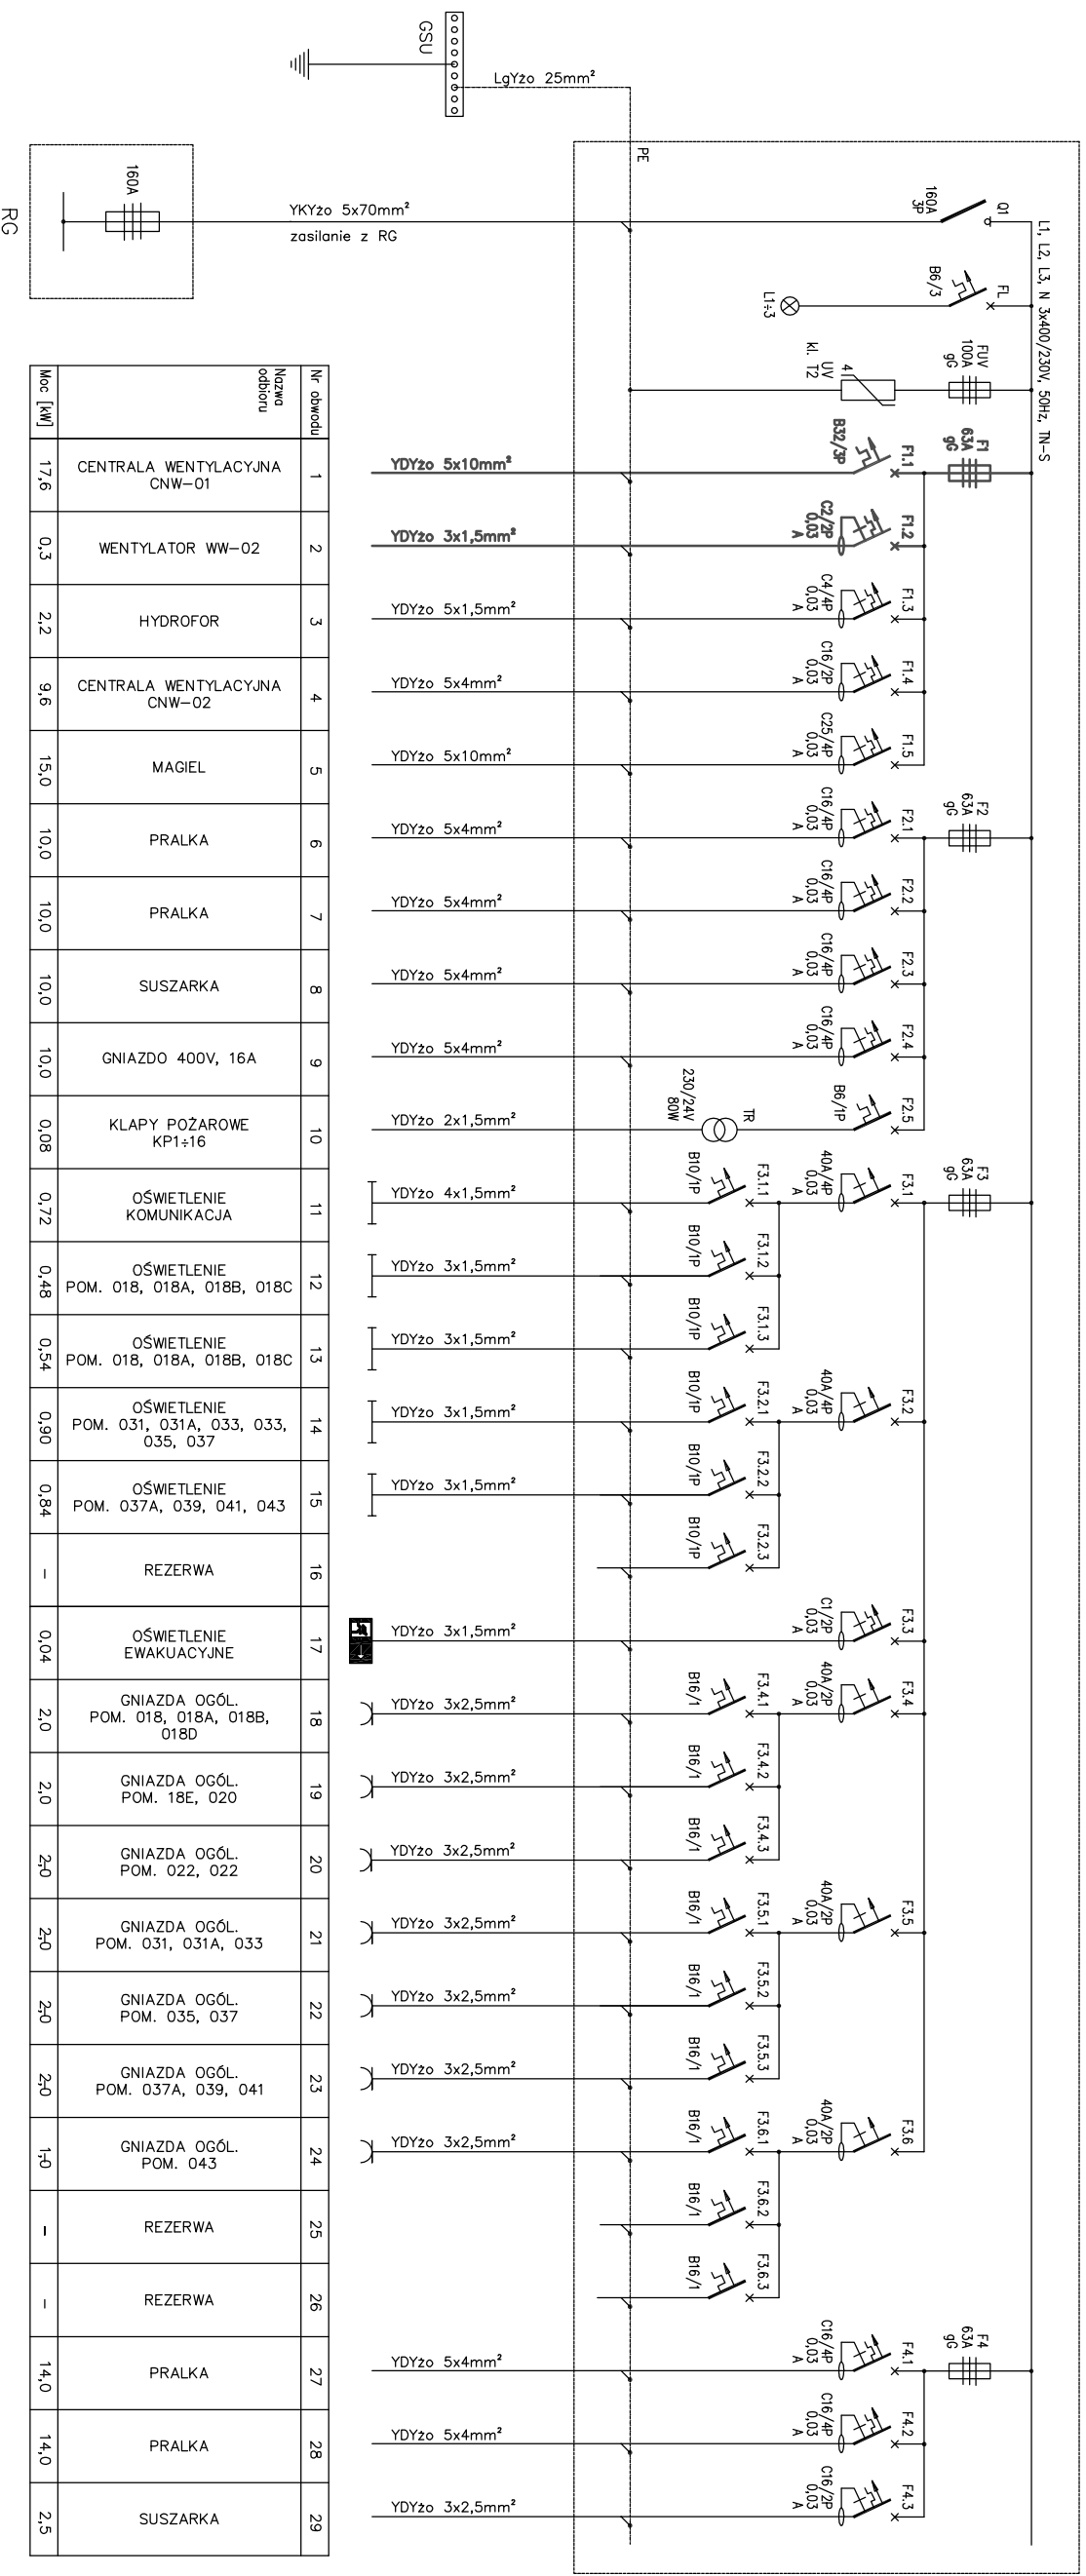 L1, L2, L3, N 3x400/230V, 50Hz, TN-S
PE
GSU
LgYżo 25mm²
RG
160A
YKYżo 5x70mm²
zasilanie z RG
Q1
160A
3P
FL
B6/3
L1÷3
FUV
100A
gG
4
UV
kl. T2
F1
63A
gG
F1.1
B32/3P
F1.2
C2/2P
0,03
A
F1.3
C4/4P
0,03
A
F1.4
C16/2P
0,03
A
F1.5
C25/4P
0,03
A
F2
63A
gG
F2.1
C16/4P
0,03
A
F2.2
C16/4P
0,03
A
F2.3
C16/4P
0,03
A
F2.4
C16/4P
0,03
A
F2.5
B6/1P
TR
230/24V
80W
F3
63A
gG
F3.1
40A/4P
0,03
A
F3.1.1
B10/1P
F3.1.2
B10/1P
F3.1.3
B10/1P
F3.2
40A/4P
0,03
A
F3.2.1
B10/1P
F3.2.2
B10/1P
F3.2.3
B10/1P
F3.3
C1/2P
0,03
A
F3.4
40A/2P
0,03
A
F3.4.1
B16/1
F3.4.2
B16/1
F3.4.3
B16/1
F3.5
40A/2P
0,03
A
F3.5.1
B16/1
F3.5.2
B16/1
F3.5.3
B16/1
F3.6
40A/2P
0,03
A
F3.6.1
B16/1
F3.6.2
B16/1
F3.6.3
B16/1
F4
63A
gG
F4.1
C16/4P
0,03
A
F4.2
C16/4P
0,03
A
F4.3
C16/2P
0,03
A
YDYżo 5x10mm²
YDYżo 3x1,5mm²
YDYżo 5x1,5mm²
YDYżo 5x4mm²
YDYżo 5x10mm²
YDYżo 5x4mm²
YDYżo 5x4mm²
YDYżo 5x4mm²
YDYżo 5x4mm²
YDYżo 2x1,5mm²
YDYżo 4x1,5mm²
YDYżo 3x1,5mm²
YDYżo 3x1,5mm²
YDYżo 3x1,5mm²
YDYżo 3x1,5mm²
YDYżo 3x1,5mm²
YDYżo 3x2,5mm²
YDYżo 3x2,5mm²
YDYżo 3x2,5mm²
YDYżo 3x2,5mm²
YDYżo 3x2,5mm²
YDYżo 3x2,5mm²
YDYżo 3x2,5mm²
YDYżo 5x4mm²
YDYżo 5x4mm²
YDYżo 3x2,5mm²
Nr obwodu
Nazwa
odbioru
Moc [kW]
1
CENTRALA WENTYLACYJNA
CNW-01
17,6
2
WENTYLATOR WW-02
0,3
3
HYDROFOR
2,2
4
CENTRALA WENTYLACYJNA
CNW-02
9,6
5
MAGIEL
15,0
6
PRALKA
10,0
7
PRALKA
10,0
8
SUSZARKA
10,0
9
GNIAZDO 400V, 16A
10,0
10
KLAPY POŻAROWE
KP1÷16
0,08
11
OŚWIETLENIE
KOMUNIKACJA
0,72
12
OŚWIETLENIE
POM. 018, 018A, 018B, 018C
0,48
13
OŚWIETLENIE
POM. 018, 018A, 018B, 018C
0,54
14
OŚWIETLENIE
POM. 031, 031A, 033, 033,
035, 037
0,90
15
OŚWIETLENIE
POM. 037A, 039, 041, 043
0,84
16
REZERWA
-
17
OŚWIETLENIE
EWAKUACYJNE
0,04
18
GNIAZDA OGÓL.
POM. 018, 018A, 018B,
018D
2,0
19
GNIAZDA OGÓL.
POM. 18E, 020
2,0
20
GNIAZDA OGÓL.
POM. 022, 022
2,0
21
GNIAZDA OGÓL.
POM. 031, 031A, 033
2,0
22
GNIAZDA OGÓL.
POM. 035, 037
2,0
23
GNIAZDA OGÓL.
POM. 037A, 039, 041
2,0
24
GNIAZDA OGÓL.
POM. 043
1,0
25
REZERWA
-
26
REZERWA
-
27
PRALKA
14,0
28
PRALKA
14,0
29
SUSZARKA
2,5